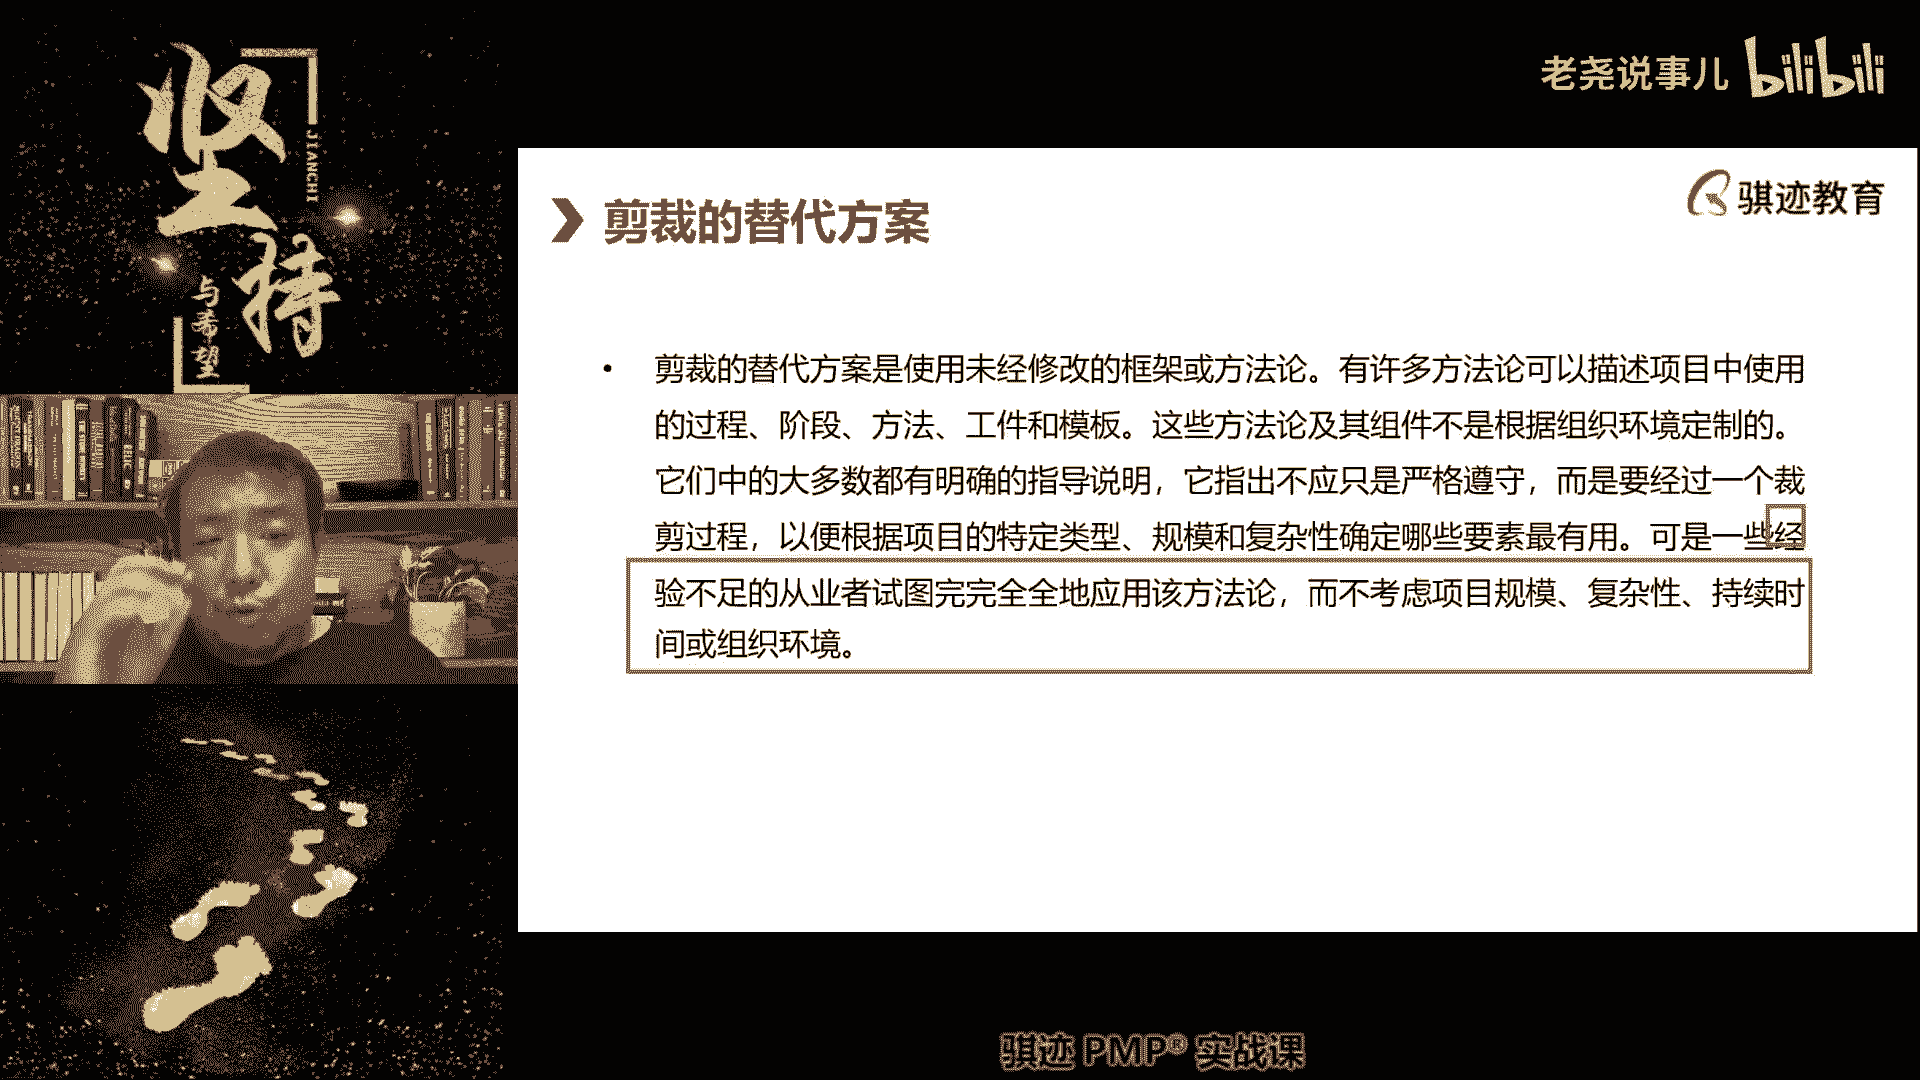 坚持
JIANCHI
与希望
老尧说事儿 bilibili
骐迹教育
剪裁的替代方案
• 剪裁的替代方案是使用未经修改的框架或方法论。有许多方法论可以描述项目中使用
的过程、阶段、方法、工件和模板。这些方法论及其组件不是根据组织环境定制的。
它们中的大多数都有明确的指导说明，它指出不应只是严格遵守，而是要经过一个裁
剪过程，以便根据项目的特定类型、规模和复杂性确定哪些要素最有用。可是一些经
验不足的从业者试图完完全全地应用该方法论，而不考虑项目规模、复杂性、持续时
间或组织环境。
骐迹 PMP® 实战课